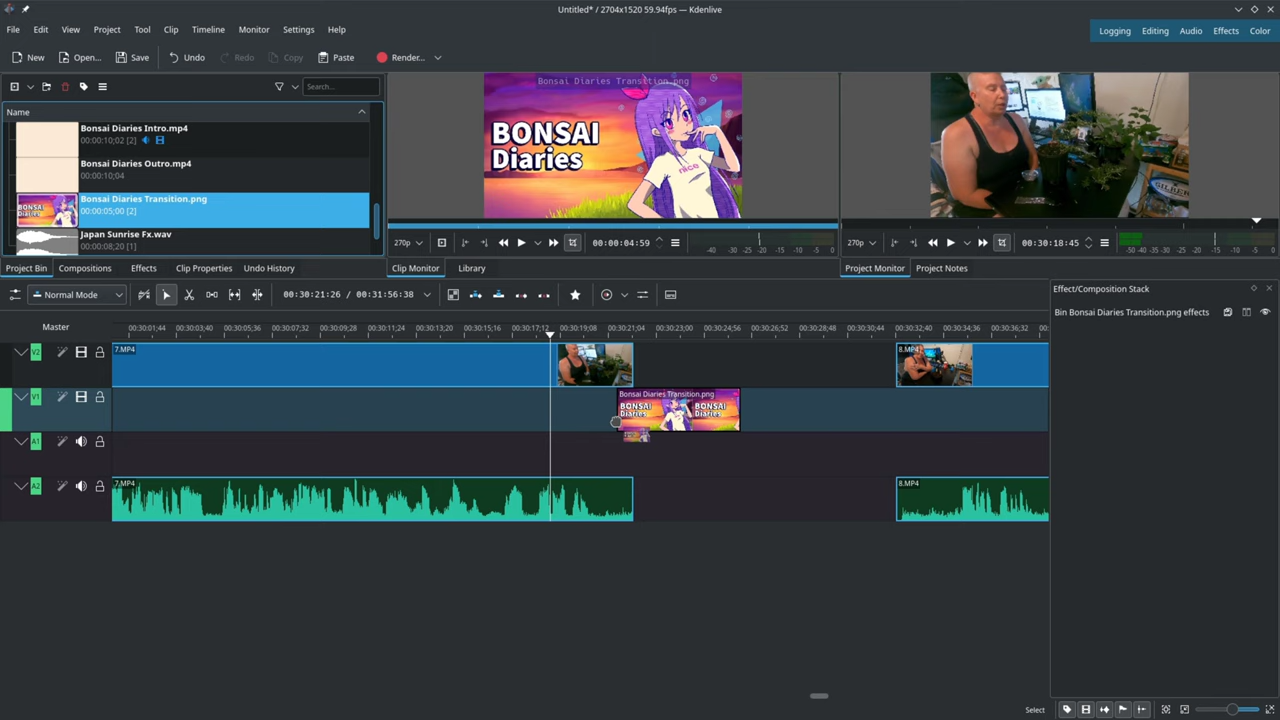 Untitled* / 2704x1520 59.94fps — Kdenlive
File Edit View Project Tool Clip Timeline Monitor Settings Help
Logging Editing Audio Effects Color
New Open... Save Undo Redo Copy Paste Render...
Search...
Name
Bonsai Diaries Intro.mp4
00:00:10;02 [2]
Bonsai Diaries Outro.mp4
00:00:10;04
Bonsai Diaries Transition.png
00:00:05;00 [2]
Japan Sunrise Fx.wav
00:00:08;20 [1]
Bonsai Diaries Transition.png
BONSAI
Diaries
nice
270p 00:00:04:59 -40 -30 -20 -10 0
270p 00:30:18:45 -50 -40 -30 -20 -10 0
Project Bin Compositions Effects Clip Properties Undo History Clip Monitor Library Project Monitor Project Notes
Normal Mode 00:30:21:26 / 00:31:56:38
Effect/Composition Stack
Bin Bonsai Diaries Transition.png effects
Master
00:30:01;44 00:30:03;40 00:30:05;36 00:30:07;32 00:30:09;28 00:30:11;24 00:30:13;20 00:30:15;16 00:30:17;12 00:30:19;08 00:30:21;04 00:30:23;00 00:30:24;56 00:30:26;52 00:30:28;48 00:30:30;44 00:30:32;40 00:30:34;36 00:30:36;32
V2 7.MP4 8.MP4
V1 Bonsai Diaries Transition.png
BONSAI Diaries BONSAI Diaries
A1
A2 7.MP4 8.MP4
Select